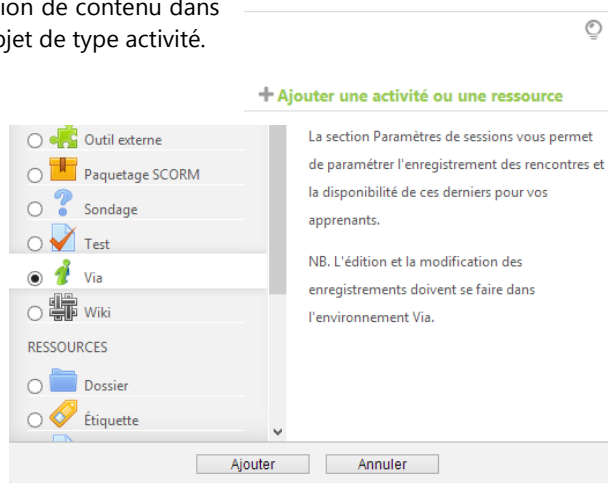 ion de contenu dans
bjet de type activité.
Ajouter une activité ou une ressource
Outil externe
Paquetage SCORM
Sondage
Test
Via
Wiki
RESSOURCES
Dossier
Étiquette
La section Paramètres de sessions vous permet
de paramétrer l'enregistrement des rencontres et
la disponibilité de ces derniers pour vos
apprenants.
NB. L'édition et la modification des
enregistrements doivent se faire dans
l'environnement Via.
Ajouter Annuler